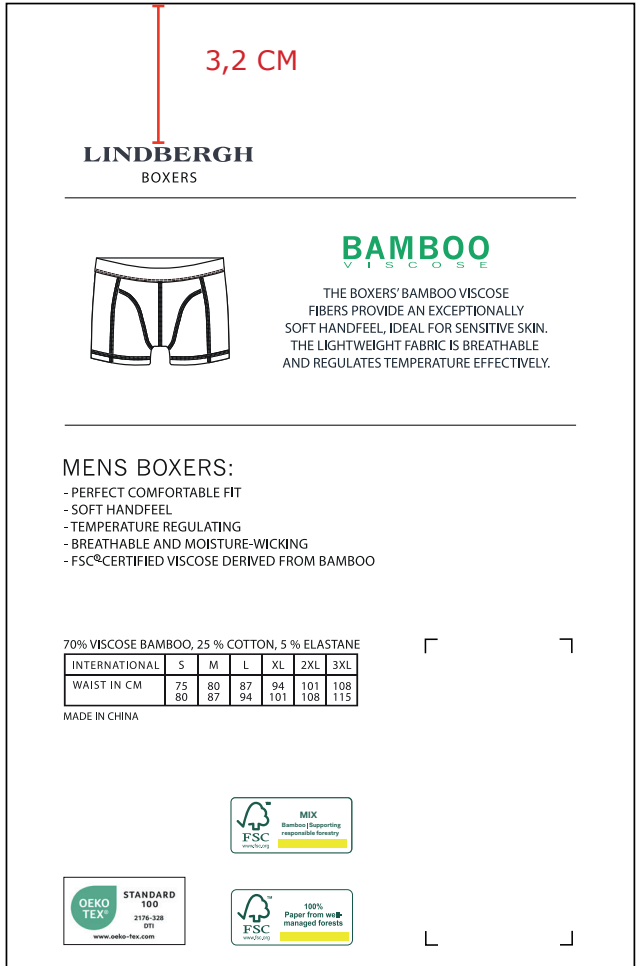 3,2 CM
LINDBERGH
BOXERS
BAMBOO
VISCOSE
THE BOXERS' BAMBOO VISCOSE
FIBERS PROVIDE AN EXCEPTIONALLY
SOFT HANDFEEL, IDEAL FOR SENSITIVE SKIN.
THE LIGHTWEIGHT FABRIC IS BREATHABLE
AND REGULATES TEMPERATURE EFFECTIVELY.
MENS BOXERS:
- PERFECT COMFORTABLE FIT
- SOFT HANDFEEL
- TEMPERATURE REGULATING
- BREATHABLE AND MOISTURE-WICKING
- FSC® CERTIFIED VISCOSE DERIVED FROM BAMBOO
70% VISCOSE BAMBOO, 25 % COTTON, 5 % ELASTANE
INTERNATIONAL S M L XL 2XL 3XL
WAIST IN CM 75 80 87 94 101 108
80 87 94 101 108 115
MADE IN CHINA
MIX
Bamboo | Supporting
responsible forestry
FSC
www.fsc.org
OEKO
TEX®
STANDARD
100
2176-328
DTI
www.oeko-tex.com
™
100%
Paper from well-
managed forests
FSC
www.fsc.org